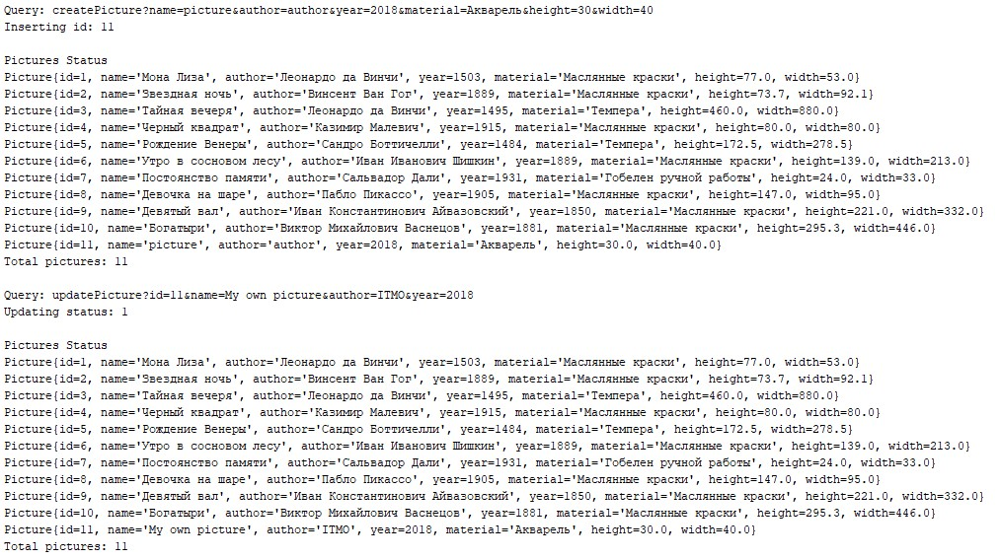 Query: createPicture?name=picture&author=author&year=2018&material=Акварель&height=30&width=40
Inserting id: 11
Pictures Status
Picture{id=1, name='Мона Лиза', author='Леонардо да Винчи', year=1503, material='Маслянные краски', height=77.0, width=53.0}
Picture{id=2, name='Звездная ночь', author='Винсент Ван Гог', year=1889, material='Маслянные краски', height=73.7, width=92.1}
Picture{id=3, name='Тайная вечеря', author='Леонардо да Винчи', year=1495, material='Темпера', height=460.0, width=880.0}
Picture{id=4, name='Черный квадрат', author='Казимир Малевич', year=1915, material='Маслянные краски', height=80.0, width=80.0}
Picture{id=5, name='Рождение Венеры', author='Сандро Боттичелли', year=1484, material='Темпера', height=172.5, width=278.5}
Picture{id=6, name='Утро в сосновом лесу', author='Иван Иванович Шишкин', year=1889, material='Маслянные краски', height=139.0, width=213.0}
Picture{id=7, name='Постоянство памяти', author='Сальвадор Дали', year=1931, material='Гобелен ручной работы', height=24.0, width=33.0}
Picture{id=8, name='Девочка на шаре', author='Пабло Пикассо', year=1905, material='Маслянные краски', height=147.0, width=95.0}
Picture{id=9, name='Девятый вал', author='Иван Константинович Айвазовский', year=1850, material='Маслянные краски', height=221.0, width=332.0}
Picture{id=10, name='Богатыри', author='Виктор Михайлович Васнецов', year=1881, material='Маслянные краски', height=295.3, width=446.0}
Picture{id=11, name='picture', author='author', year=2018, material='Акварель', height=30.0, width=40.0}
Total pictures: 11
Query: updatePicture?id=11&name=My own picture&author=ITMO&year=2018
Updating status: 1
Pictures Status
Picture{id=1, name='Мона Лиза', author='Леонардо да Винчи', year=1503, material='Маслянные краски', height=77.0, width=53.0}
Picture{id=2, name='Звездная ночь', author='Винсент Ван Гог', year=1889, material='Маслянные краски', height=73.7, width=92.1}
Picture{id=3, name='Тайная вечеря', author='Леонардо да Винчи', year=1495, material='Темпера', height=460.0, width=880.0}
Picture{id=4, name='Черный квадрат', author='Казимир Малевич', year=1915, material='Маслянные краски', height=80.0, width=80.0}
Picture{id=5, name='Рождение Венеры', author='Сандро Боттичелли', year=1484, material='Темпера', height=172.5, width=278.5}
Picture{id=6, name='Утро в сосновом лесу', author='Иван Иванович Шишкин', year=1889, material='Маслянные краски', height=139.0, width=213.0}
Picture{id=7, name='Постоянство памяти', author='Сальвадор Дали', year=1931, material='Гобелен ручной работы', height=24.0, width=33.0}
Picture{id=8, name='Девочка на шаре', author='Пабло Пикассо', year=1905, material='Маслянные краски', height=147.0, width=95.0}
Picture{id=9, name='Девятый вал', author='Иван Константинович Айвазовский', year=1850, material='Маслянные краски', height=221.0, width=332.0}
Picture{id=10, name='Богатыри', author='Виктор Михайлович Васнецов', year=1881, material='Маслянные краски', height=295.3, width=446.0}
Picture{id=11, name='My own picture', author='ITMO', year=2018, material='Акварель', height=30.0, width=40.0}
Total pictures: 11